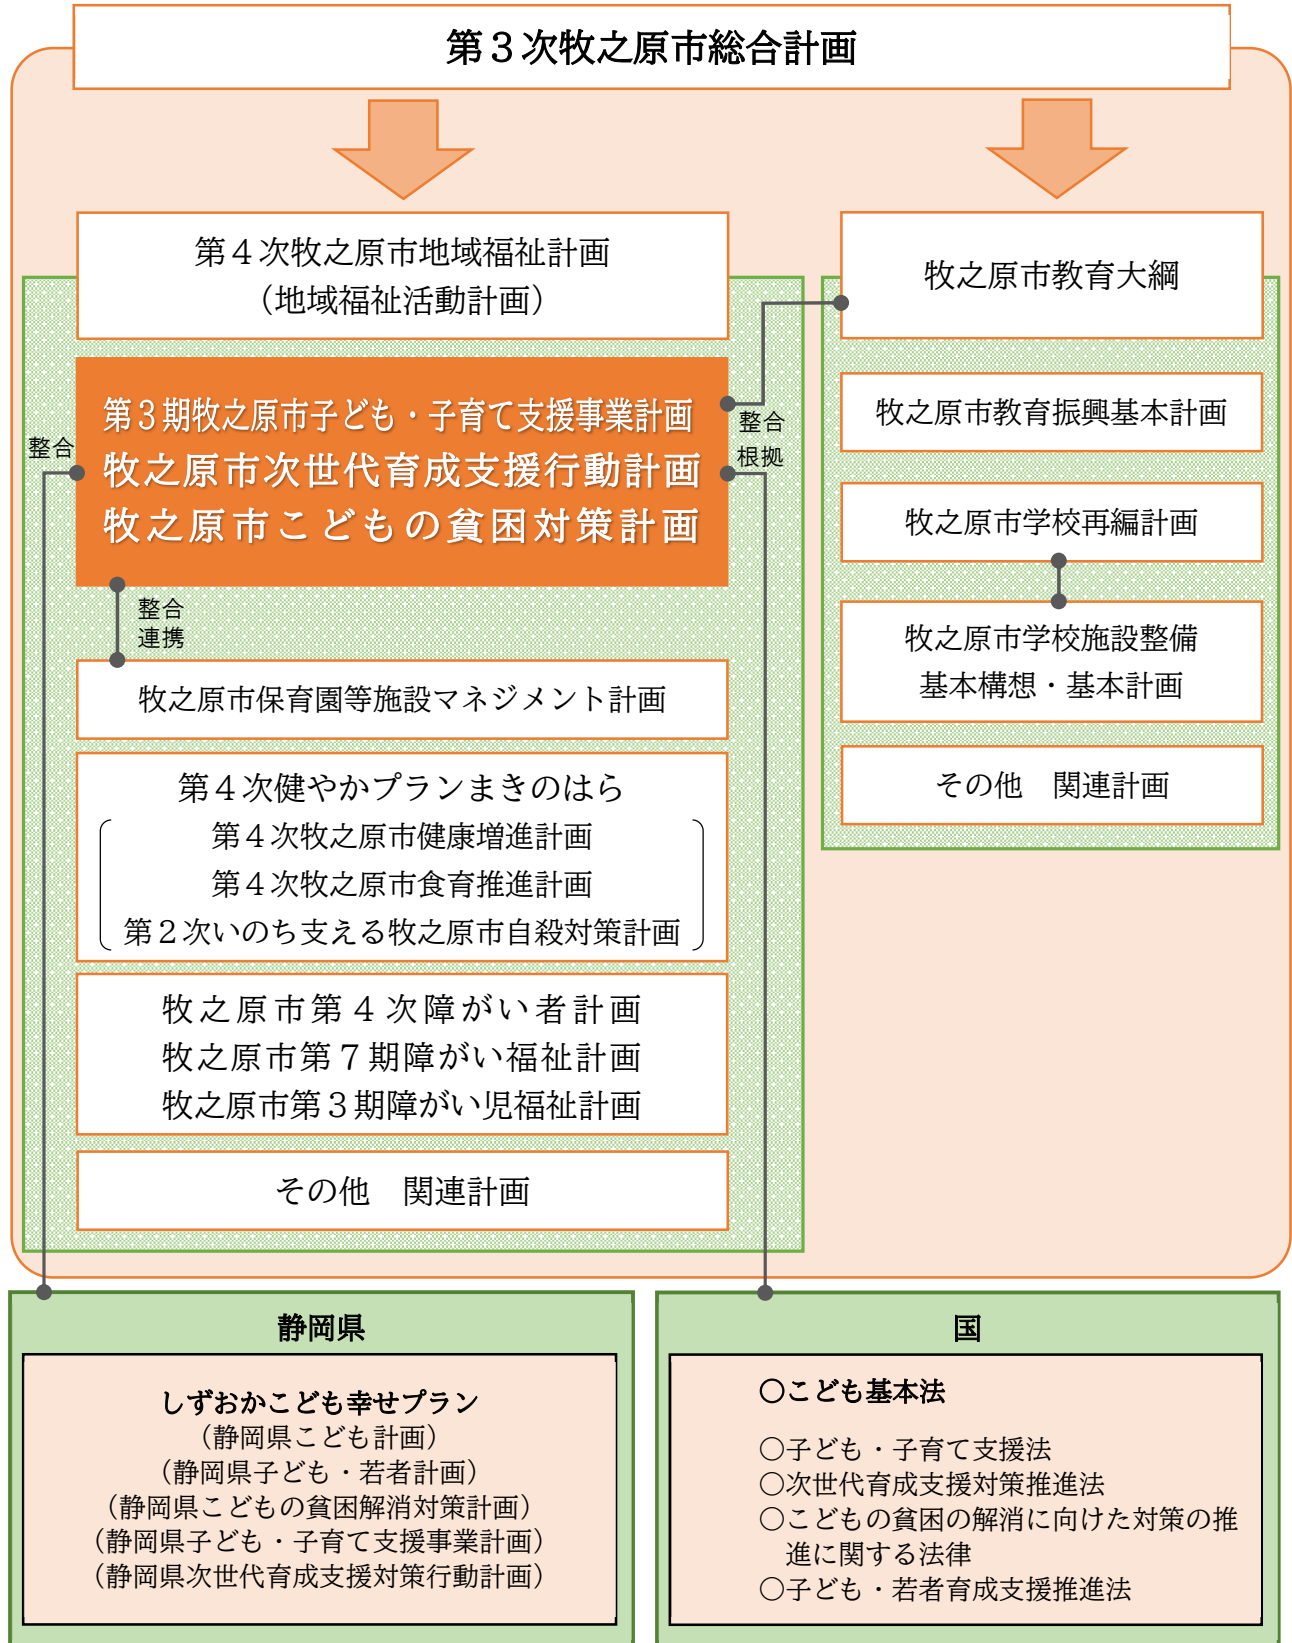 第３次牧之原市総合計画
第４次牧之原市地域福祉計画
（地域福祉活動計画）
第３期牧之原市子ども・子育て支援事業計画
牧之原市次世代育成支援行動計画
牧之原市こどもの貧困対策計画
整合
整合
根拠
整合
連携
牧之原市保育園等施設マネジメント計画
第４次健やかプランまきのはら
第４次牧之原市健康増進計画
第４次牧之原市食育推進計画
第２次いのち支える牧之原市自殺対策計画
牧之原市第４次障がい者計画
牧之原市第７期障がい福祉計画
牧之原市第３期障がい児福祉計画
その他　関連計画
牧之原市教育大綱
牧之原市教育振興基本計画
牧之原市学校再編計画
牧之原市学校施設整備
基本構想・基本計画
その他　関連計画
静岡県
しずおかこども幸せプラン
（静岡県こども計画）
（静岡県子ども・若者計画）
（静岡県こどもの貧困解消対策計画）
（静岡県子ども・子育て支援事業計画）
（静岡県次世代育成支援対策行動計画）
国
○こども基本法
○子ども・子育て支援法
○次世代育成支援対策推進法
○こどもの貧困の解消に向けた対策の推
進に関する法律
○子ども・若者育成支援推進法